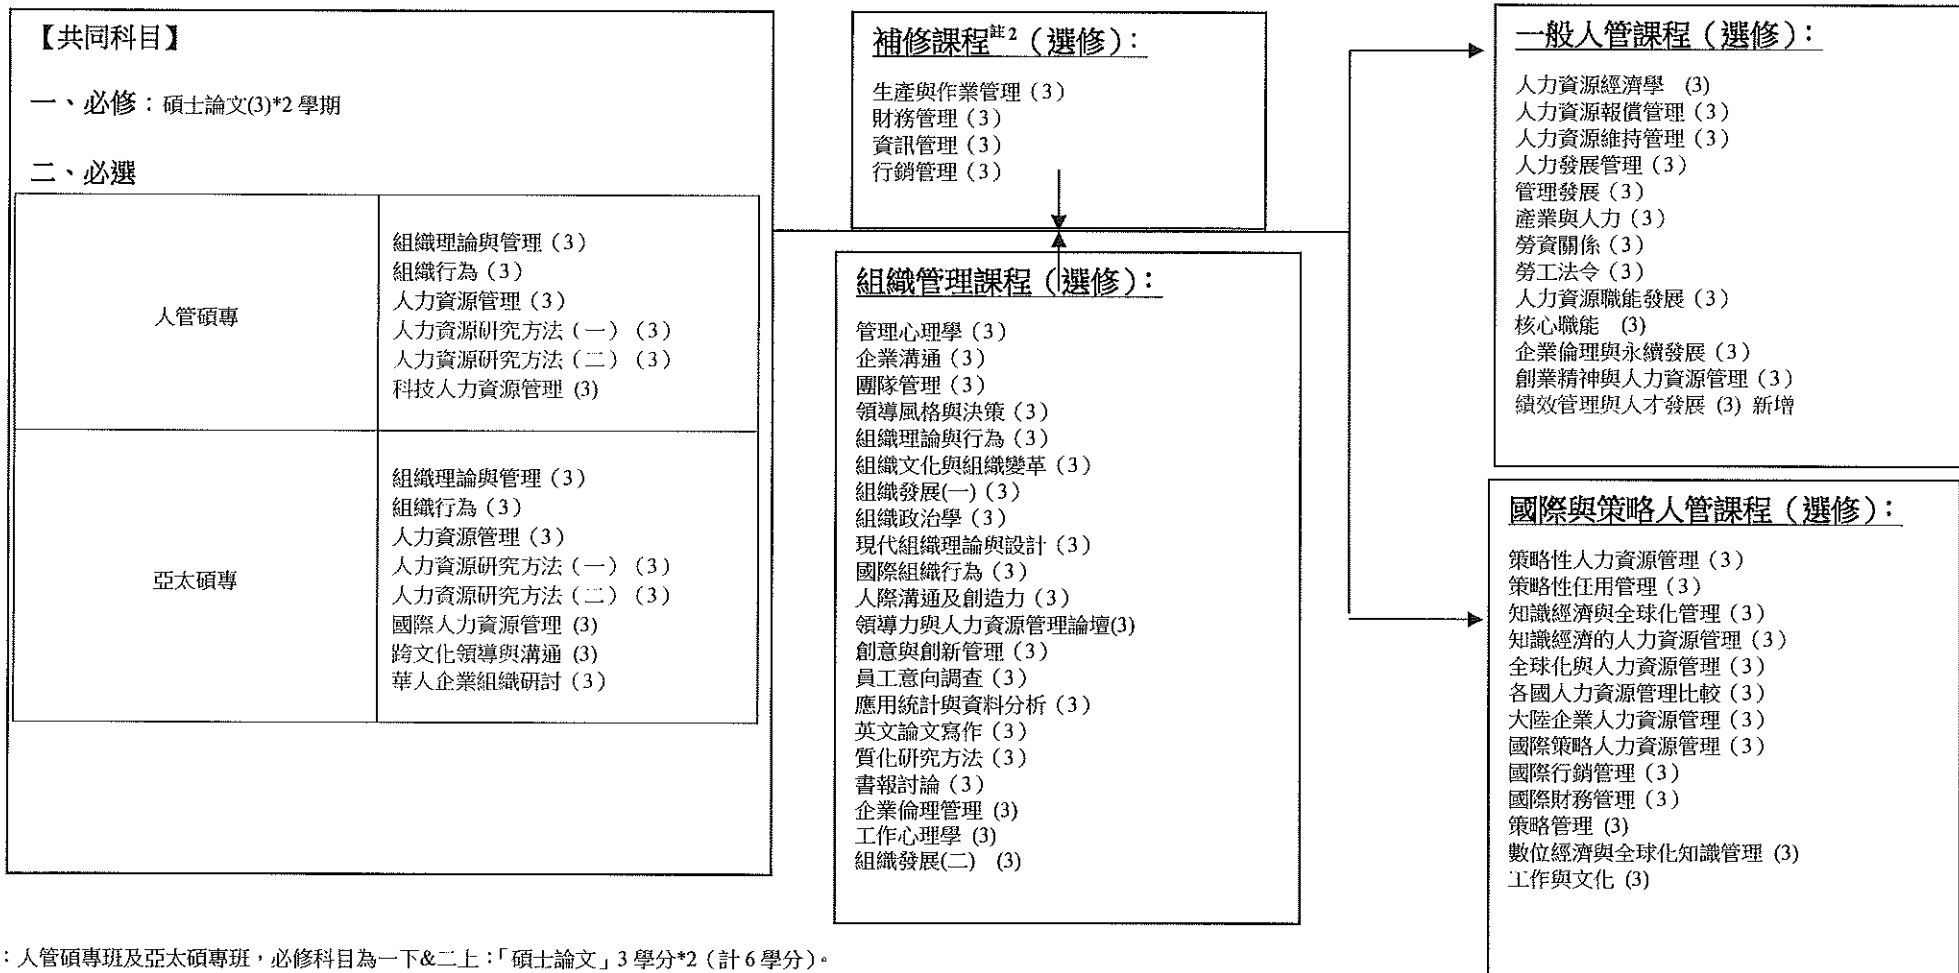 【共同科目】
一、必修：碩士論文(3)*2 學期
二、必選
人管碩專
組織理論與管理（3）
組織行為（3）
人力資源管理（3）
人力資源研究方法（一）（3）
人力資源研究方法（二）（3）
科技人力資源管理 (3)
亞太碩專
組織理論與管理（3）
組織行為（3）
人力資源管理（3）
人力資源研究方法（一）（3）
人力資源研究方法（二）（3）
國際人力資源管理 (3)
跨文化領導與溝通 (3)
華人企業組織研討（3）
補修課程註2（選修）：
生產與作業管理（3）
財務管理（3）
資訊管理（3）
行銷管理（3）
組織管理課程（選修）：
管理心理學（3）
企業溝通（3）
團隊管理（3）
領導風格與決策（3）
組織理論與行為（3）
組織文化與組織變革（3）
組織發展(一)（3）
組織政治學（3）
現代組織理論與設計（3）
國際組織行為（3）
人際溝通及創造力（3）
領導力與人力資源管理論壇(3)
創意與創新管理（3）
員工意向調查（3）
應用統計與資料分析（3）
英文論文寫作（3）
質化研究方法（3）
書報討論（3）
企業倫理管理 (3)
工作心理學 (3)
組織發展(二) (3)
一般人管課程（選修）：
人力資源經濟學 (3)
人力資源報償管理（3）
人力資源維持管理（3）
人力發展管理（3）
管理發展（3）
產業與人力（3）
勞資關係（3）
勞工法令（3）
人力資源職能發展（3）
核心職能 (3)
企業倫理與永續發展（3）
創業精神與人力資源管理（3）
績效管理與人才發展 (3) 新增
國際與策略人管課程（選修）：
策略性人力資源管理（3）
策略性任用管理（3）
知識經濟與全球化管理（3）
知識經濟的人力資源管理（3）
全球化與人力資源管理（3）
各國人力資源管理比較（3）
大陸企業人力資源管理（3）
國際策略人力資源管理（3）
國際行銷管理（3）
國際財務管理（3）
策略管理 (3)
數位經濟與全球化知識管理 (3)
工作與文化 (3)
：人管碩專班及亞太碩專班，必修科目為一下&二上：「碩士論文」3 學分*2（計 6 學分）。